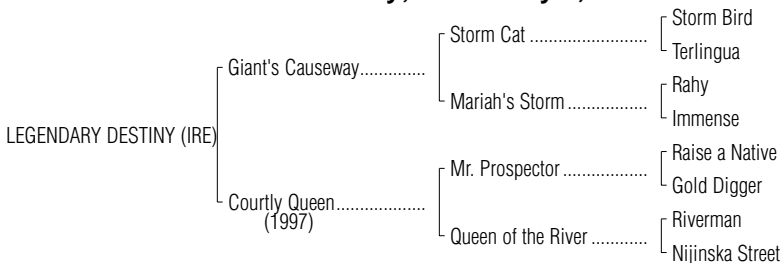 Storm Bird
Storm Cat ..........................
Terlingua
Giant's Causeway..............
Rahy
Mariah's Storm ..................
Immense
LEGENDARY DESTINY (IRE)
Raise a Native
Mr. Prospector ...................
Gold Digger
Courtly Queen....................
(1997)
Riverman
Queen of the River ............
Nijinska Street